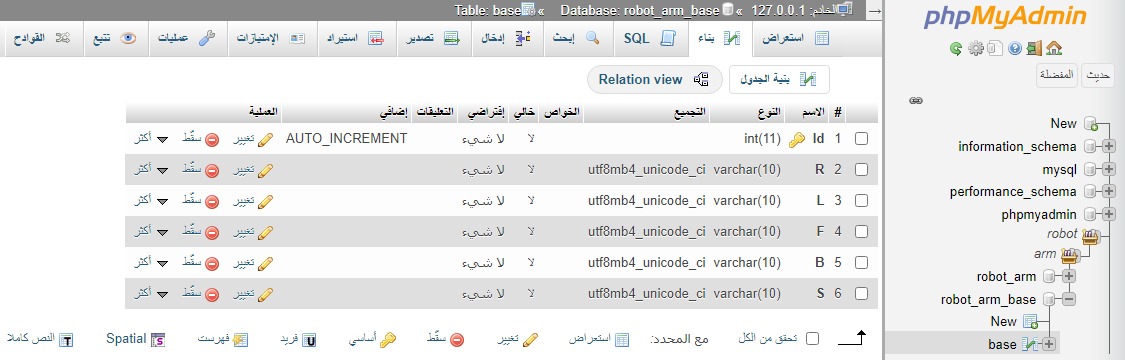 الخادم: 127.0.0.1 » Database: robot_arm_base » Table: base
استعراض بناء SQL إبحث إدخال تصدير استيراد الإمتيازات عمليات تتبع القوادح
بنية الجدول Relation view
# الاسم النوع التجميع الخواص خالي إفتراضي التعليقات إضافي العملية
1 Id int(11) لا لا شيء AUTO_INCREMENT تغيير سقّط أكثر
2 R varchar(10) utf8mb4_unicode_ci لا لا شيء تغيير سقّط أكثر
3 L varchar(10) utf8mb4_unicode_ci لا لا شيء تغيير سقّط أكثر
4 F varchar(10) utf8mb4_unicode_ci لا لا شيء تغيير سقّط أكثر
5 B varchar(10) utf8mb4_unicode_ci لا لا شيء تغيير سقّط أكثر
6 S varchar(10) utf8mb4_unicode_ci لا لا شيء تغيير سقّط أكثر
تحقق من الكل مع المحدد: استعراض تغيير سقّط أساسي فريد فهرست Spatial النص كاملا
phpMyAdmin
حديث المفضلة
New
information_schema
mysql
performance_schema
phpmyadmin
robot
arm
robot_arm
robot_arm_base
New
base